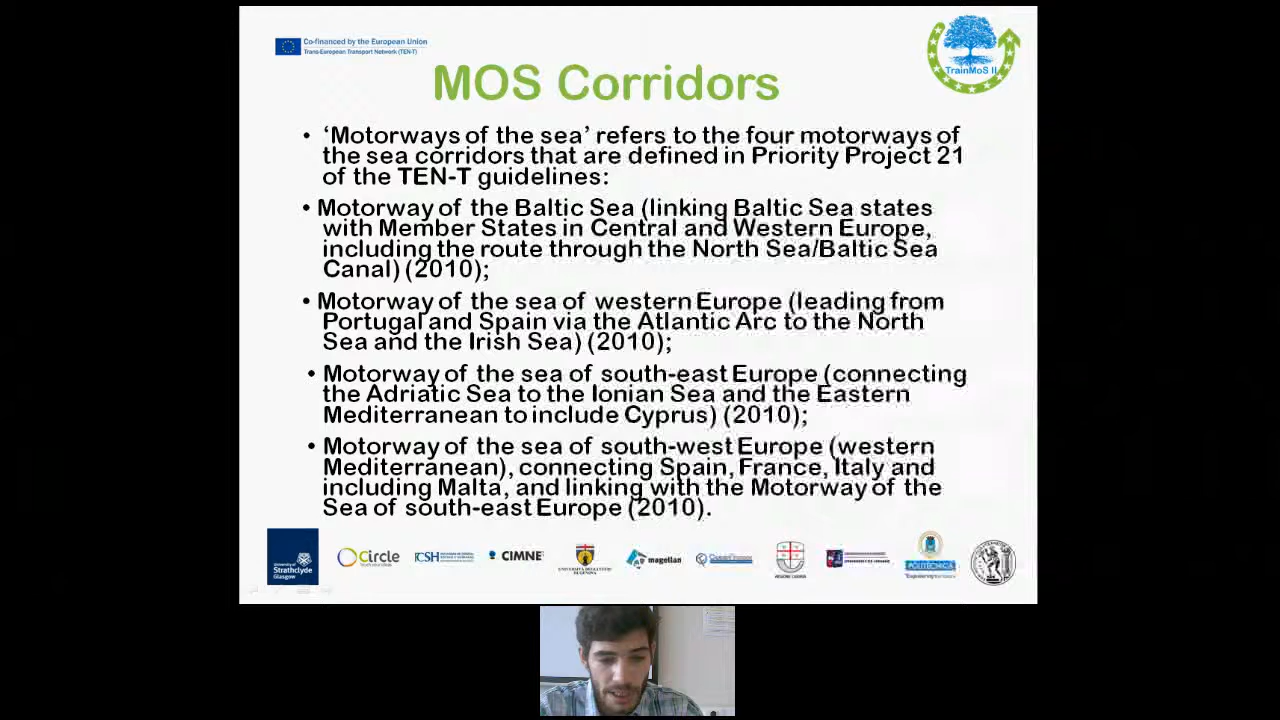 Co-financed by the European Union
Trans-European Transport Network (TEN-T)
TrainMoS II
MOS Corridors
• ‘Motorways of the sea’ refers to the four motorways of
the sea corridors that are defined in Priority Project 21
of the TEN-T guidelines:
• Motorway of the Baltic Sea (linking Baltic Sea states
with Member States in Central and Western Europe,
including the route through the North Sea/Baltic Sea
Canal) (2010);
• Motorway of the sea of western Europe (leading from
Portugal and Spain via the Atlantic Arc to the North
Sea and the Irish Sea) (2010);
• Motorway of the sea of south-east Europe (connecting
the Adriatic Sea to the Ionian Sea and the Eastern
Mediterranean to include Cyprus) (2010);
• Motorway of the sea of south-west Europe (western
Mediterranean), connecting Spain, France, Italy and
including Malta, and linking with the Motorway of the
Sea of south-east Europe (2010).
University of
Strathclyde
Glasgow
Circle
CIMNE
magellan
REGIONE LIGURIA
POLITÉCNICA